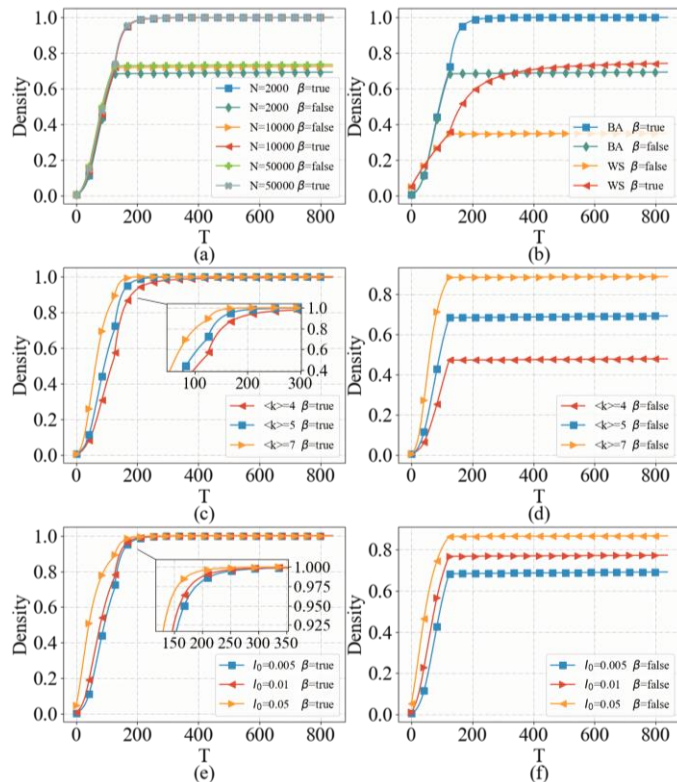 1.0
0.8
0.6
0.4
0.2
0.0
Density
N=2000 β=true
N=2000 β=false
N=10000 β=false
N=10000 β=true
N=50000 β=false
N=50000 β=true
0 200 400 600 800
T
(a)
1.0
0.8
0.6
0.4
0.2
0.0
Density
BA β=true
BA β=false
WS β=false
WS β=true
0 200 400 600 800
T
(b)
1.0
0.8
0.6
0.4
0.2
0.0
Density
1.0
0.8
0.6
0.4
100 200 300
<k>=4 β=true
<k>=5 β=true
<k>=7 β=true
0 200 400 600 800
T
(c)
0.8
0.6
0.4
0.2
0.0
Density
<k>=4 β=false
<k>=5 β=false
<k>=7 β=false
0 200 400 600 800
T
(d)
1.0
0.8
0.6
0.4
0.2
0.0
Density
1.000
0.975
0.950
0.925
150 200 250 300 350
I₀=0.005 β=true
I₀=0.01 β=true
I₀=0.05 β=true
0 200 400 600 800
T
(e)
0.8
0.6
0.4
0.2
0.0
Density
I₀=0.005 β=false
I₀=0.01 β=false
I₀=0.05 β=false
0 200 400 600 800
T
(f)